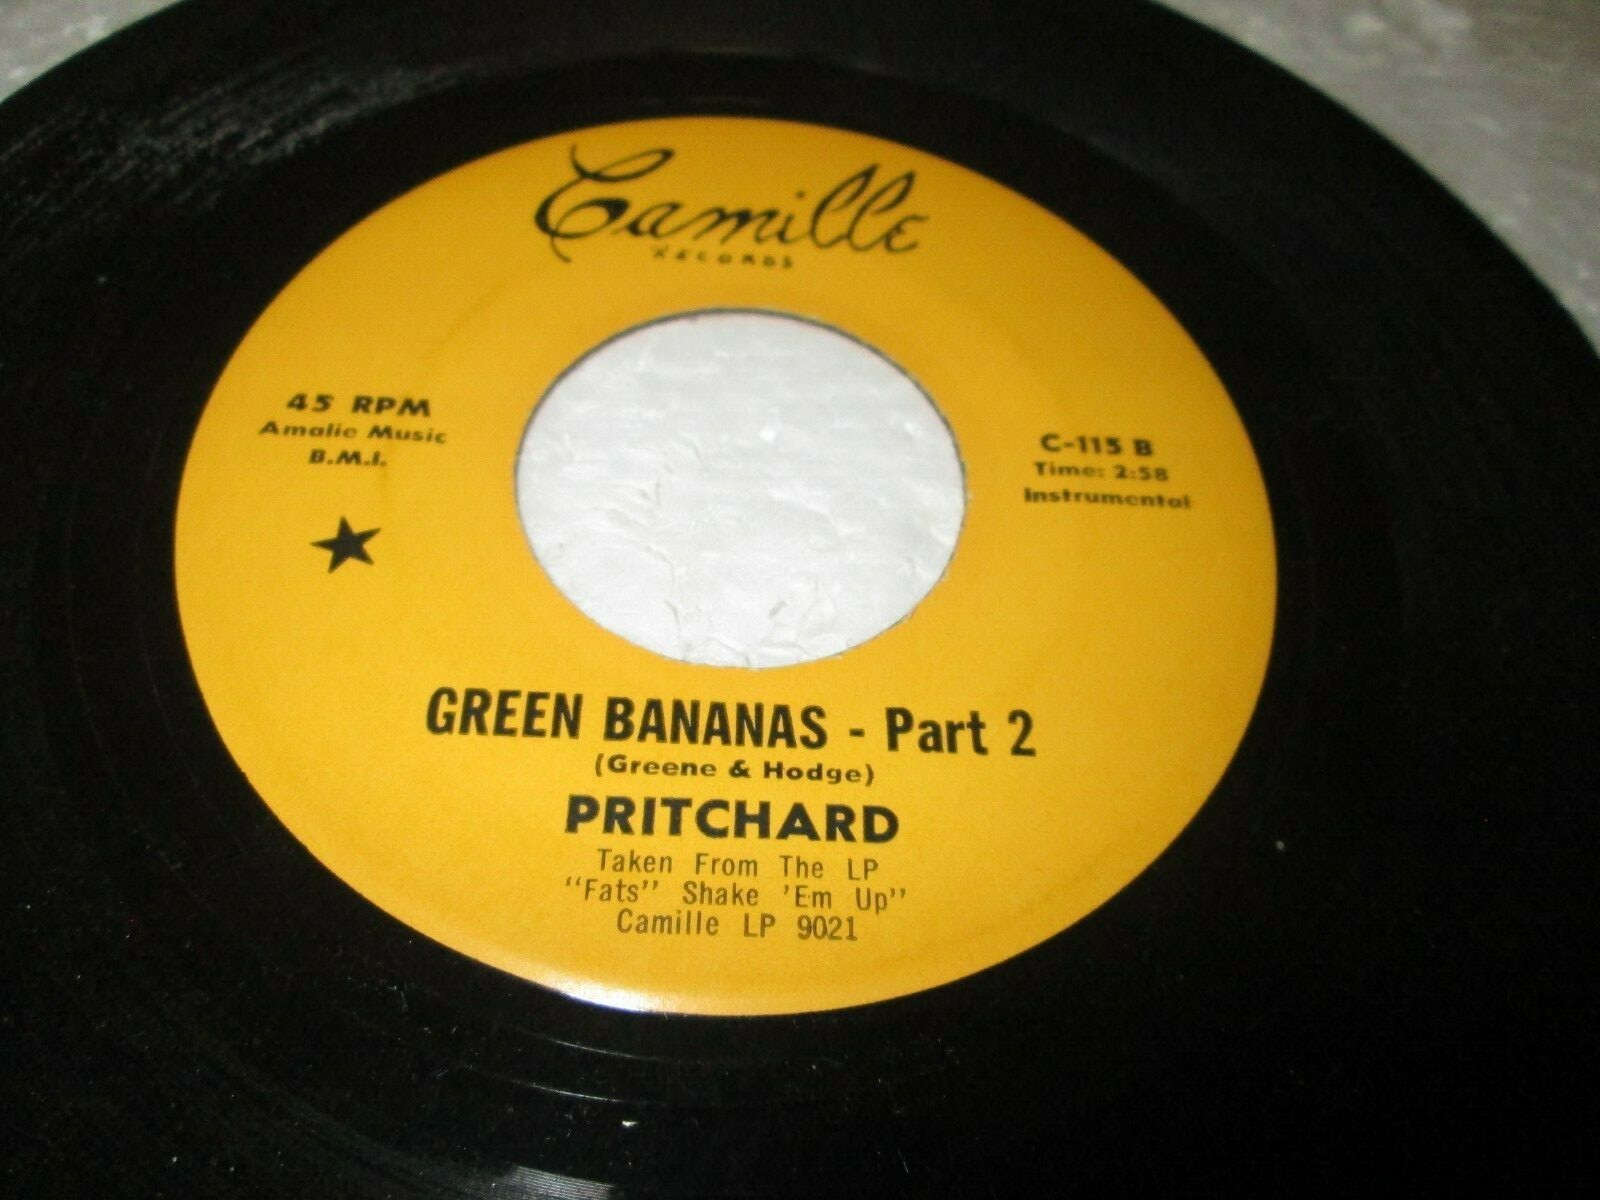 Camille
RECORDS
45 RPM
Amalie Music
B.M.I.
C-115 B
Time: 2:58
Instrumental
GREEN BANANAS - Part 2
(Greene & Hodge)
PRITCHARD
Taken From The LP
"Fats" Shake 'Em Up"
Camille LP 9021